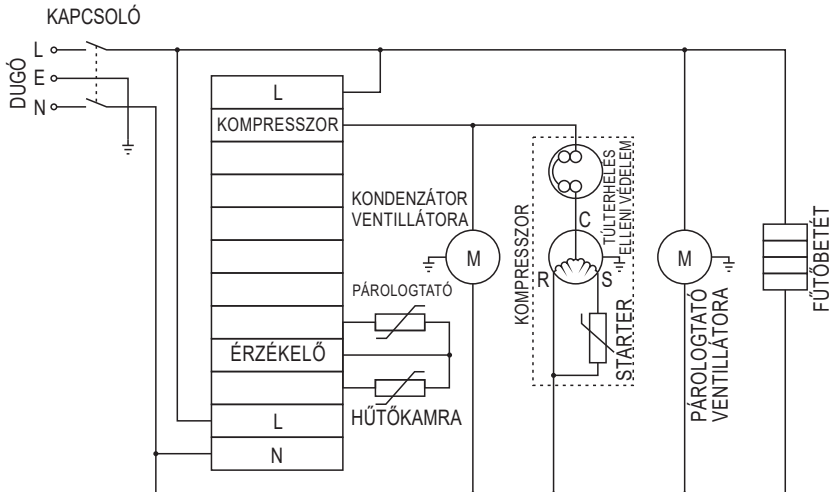 KAPCSOLÓ
DUGÓ
L
E
N
L
KOMPRESSZOR
ÉRZÉKELŐ
L
N
KONDENZÁTOR
VENTILLÁTORA
M
PÁROLOGTATÓ
HŰTŐKAMRA
KOMPRESSZOR
TÚLTERHELÉS
ELLENI VÉDELEM
C
R
S
STARTER
M
PÁROLOGTATÓ
VENTILLÁTORA
FŰTŐBETÉT